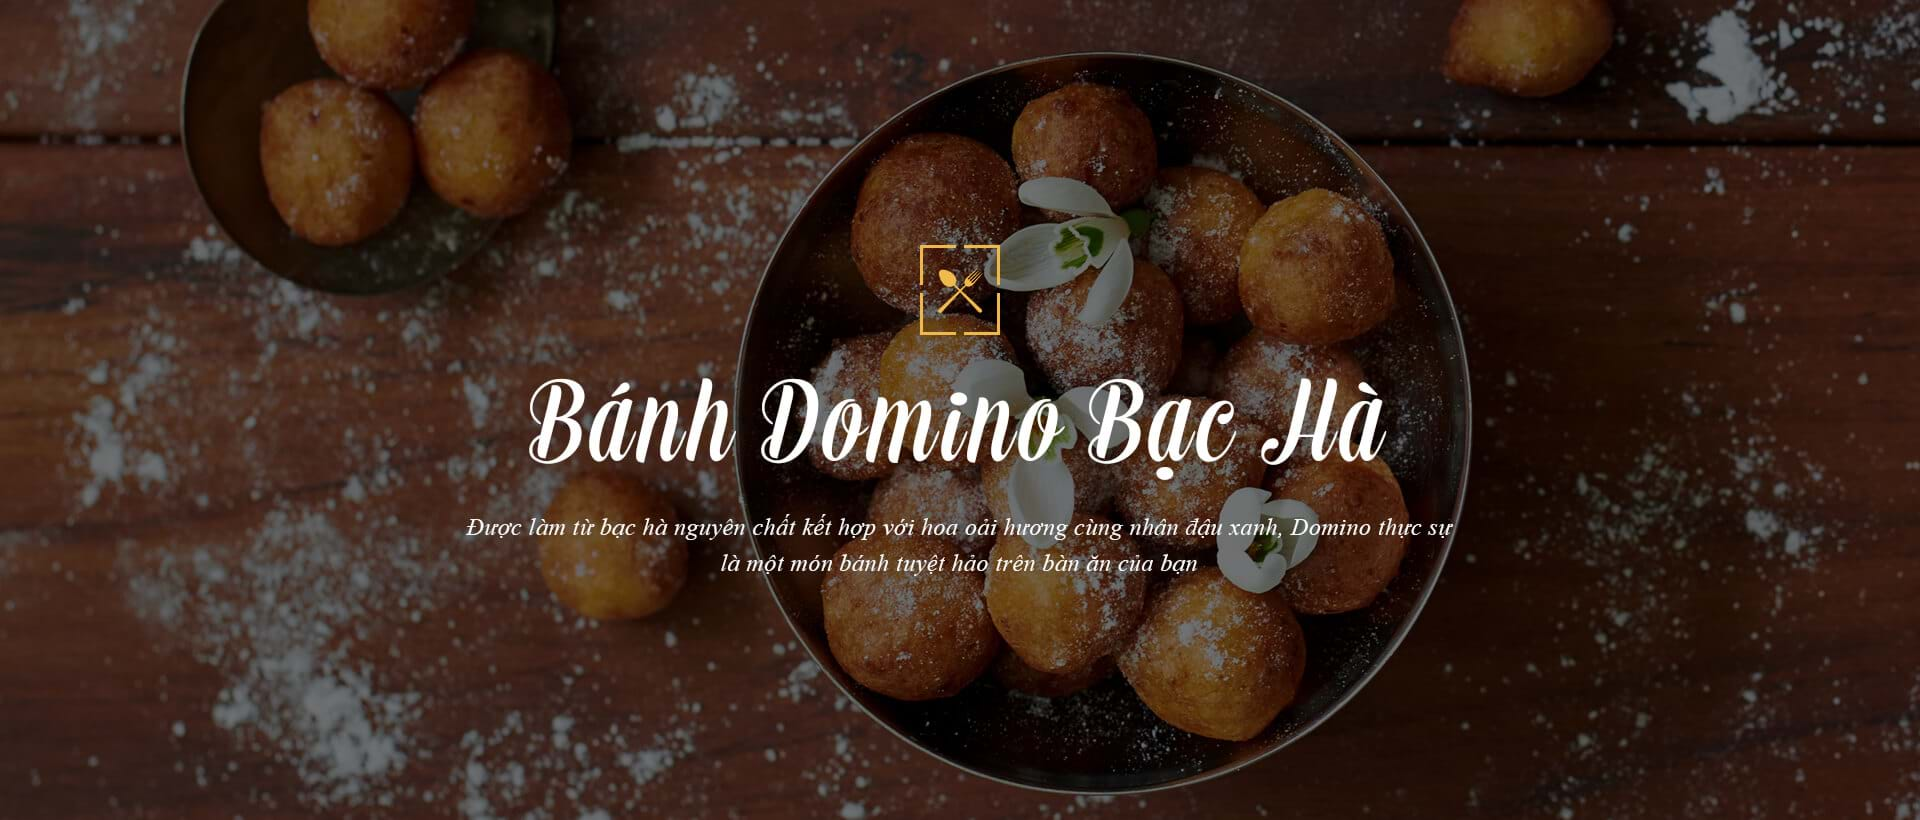 Bánh Domino Bạc Hà
Được làm từ bạc hà nguyên chất kết hợp với hoa oải hương cùng nhân đậu xanh, Domino thực sự
là một món bánh tuyệt hảo trên bàn ăn của bạn